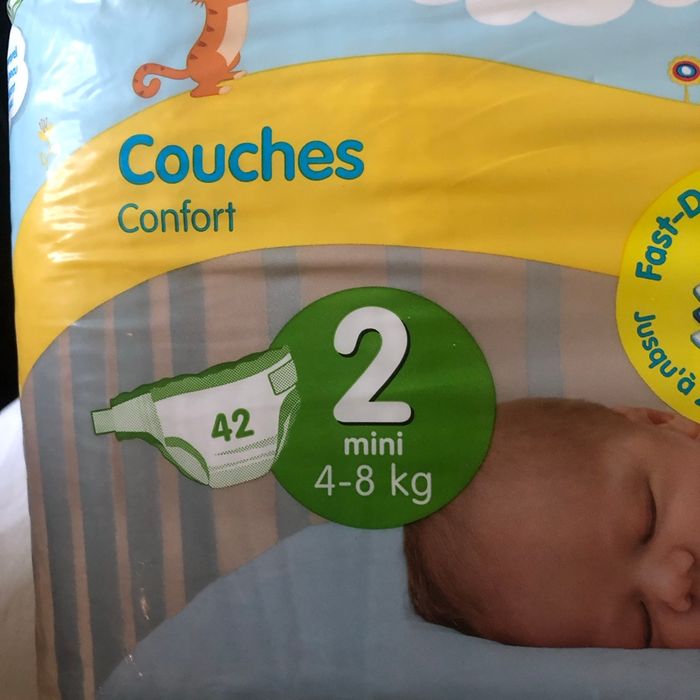 Couches
Confort
Fast-D
Jusqu'à
42
2
mini
4-8 kg